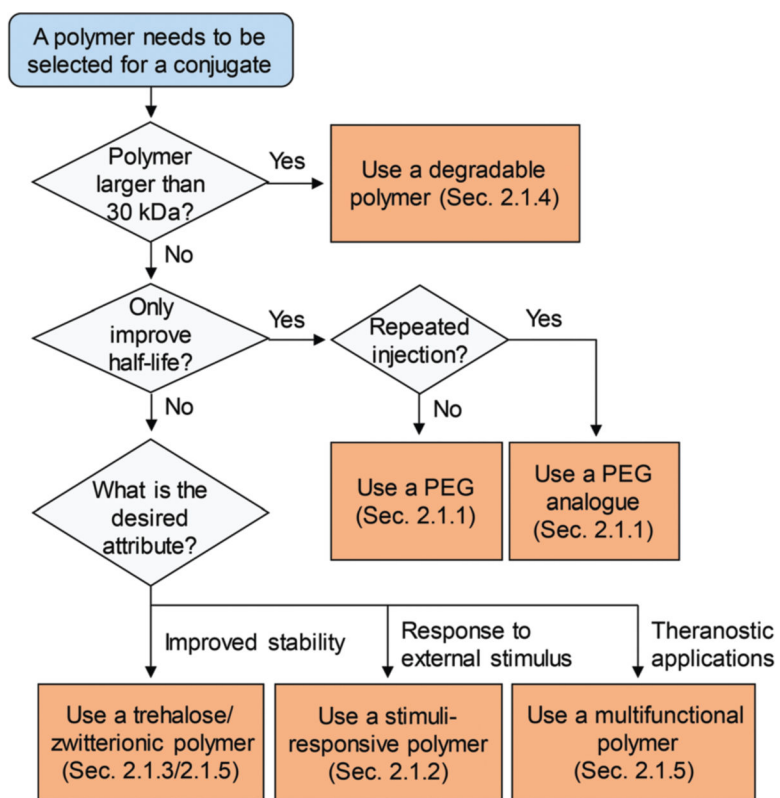 A polymer needs to be
selected for a conjugate
Polymer
larger than
30 kDa?
Yes
Use a degradable
polymer (Sec. 2.1.4)
No
Only
improve
half-life?
Yes
Repeated
injection?
Yes
No
No
Use a PEG
(Sec. 2.1.1)
Use a PEG
analogue
(Sec. 2.1.1)
What is the
desired
attribute?
Improved stability
Response to
external stimulus
Theranostic
applications
Use a trehalose/
zwitterionic polymer
(Sec. 2.1.3/2.1.5)
Use a stimuli-
responsive polymer
(Sec. 2.1.2)
Use a multifunctional
polymer
(Sec. 2.1.5)